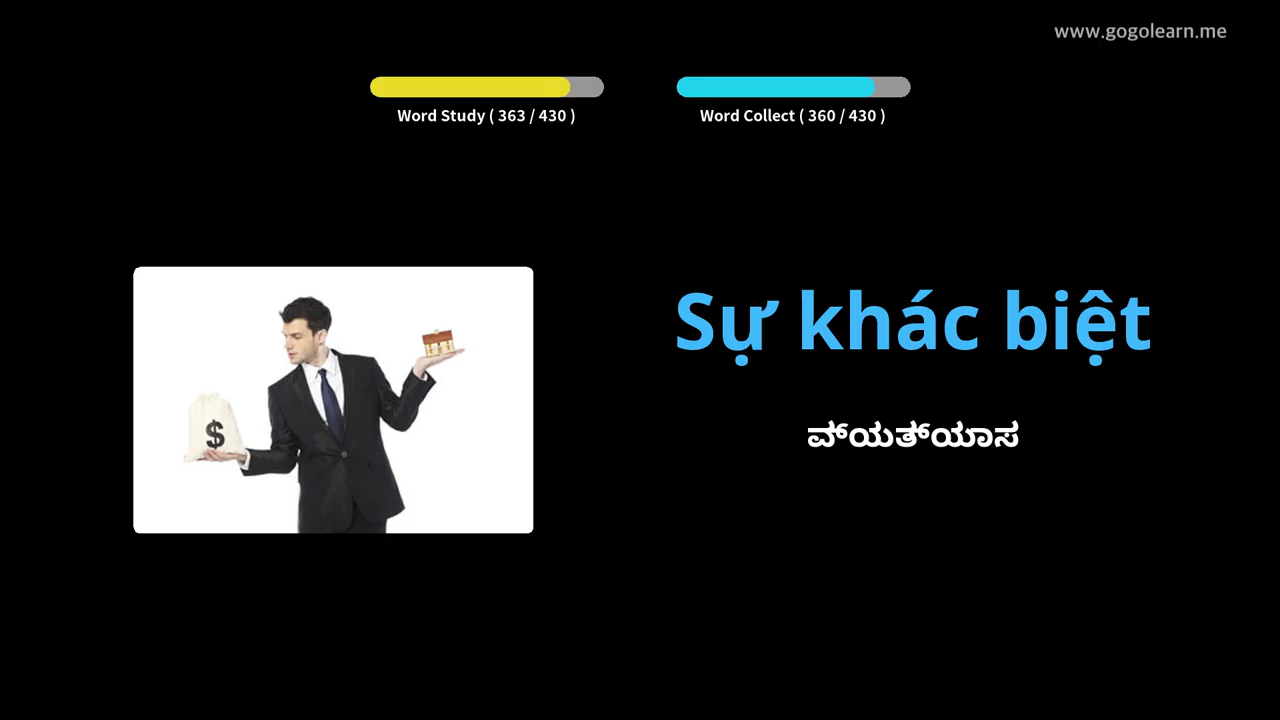 www.gogolearn.me
Word Study ( 363 / 430 )
Word Collect ( 360 / 430 )
$
Sự khác biệt
ವ್ಯತ್ಯಾಸ